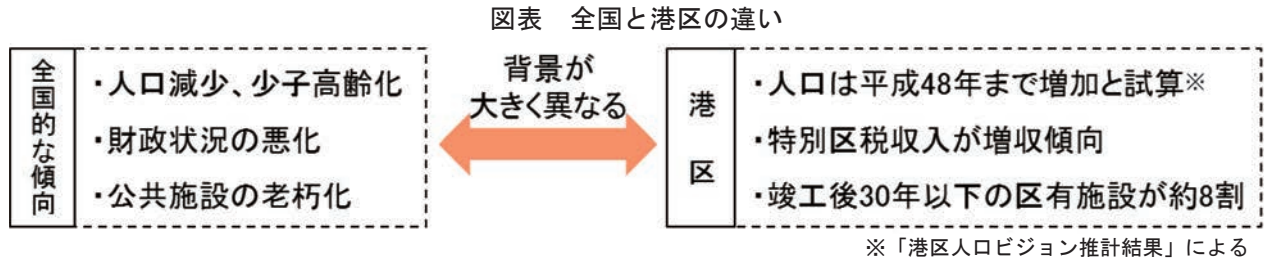 図表　全国と港区の違い
全国的な傾向
・人口減少、少子高齢化
・財政状況の悪化
・公共施設の老朽化
背景が
大きく異なる
港区
・人口は平成48年まで増加と試算※
・特別区税収入が増収傾向
・竣工後30年以下の区有施設が約8割
※「港区人口ビジョン推計結果」による